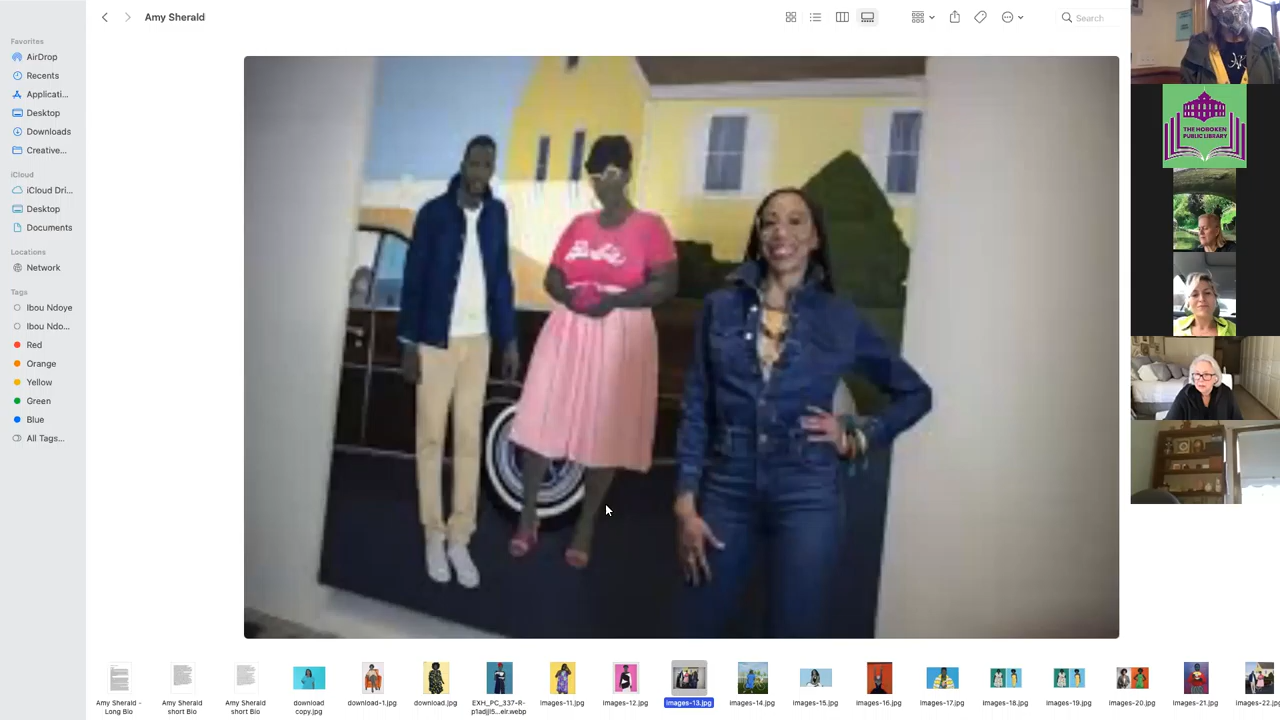 Amy Sherald
Search
Favorites
AirDrop
Recents
Applicati...
Desktop
Downloads
Creative...
iCloud
iCloud Dri...
Desktop
Documents
Locations
Network
Tags
Ibou Ndoye
Ibou Ndo...
Red
Orange
Yellow
Green
Blue
All Tags...
Barbie
THE HOBOKEN
PUBLIC LIBRARY
Amy Sherald -
Long Bio
Amy Sherald
short Bio
Amy Sherald
short Bio
download
copy.jpg
download-1.jpg
download.jpg
EXH_PC_337-R-
images-11.jpg
images-12.jpg
images-13.jpg
images-14.jpg
images-15.jpg
images-16.jpg
images-17.jpg
images-18.jpg
images-19.jpg
images-20.jpg
images-21.jpg
images-22.jpg